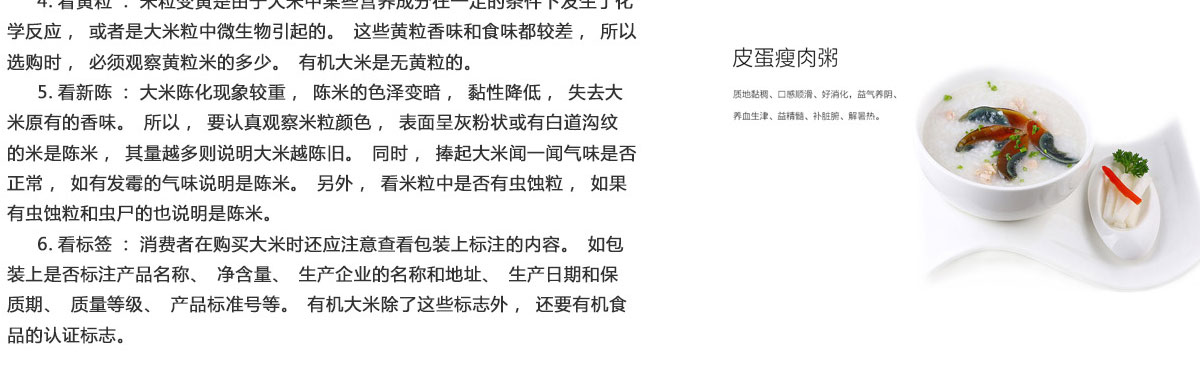 4. 看黄粒 ： 米粒变黄是由于大米中某些营养成分在一定的条件下发生了化
学反应， 或者是大米粒中微生物引起的。 这些黄粒香味和食味都较差， 所以
选购时， 必须观察黄粒米的多少。 有机大米是无黄粒的。
5. 看新陈 ： 大米陈化现象较重， 陈米的色泽变暗， 黏性降低， 失去大
米原有的香味。 所以， 要认真观察米粒颜色， 表面呈灰粉状或有白道沟纹
的米是陈米， 其量越多则说明大米越陈旧。 同时， 捧起大米闻一闻气味是否
正常， 如有发霉的气味说明是陈米。 另外， 看米粒中是否有虫蚀粒， 如果
有虫蚀粒和虫尸的也说明是陈米。
6. 看标签 ： 消费者在购买大米时还应注意查看包装上标注的内容。 如包
装上是否标注产品名称、 净含量、 生产企业的名称和地址、 生产日期和保
质期、 质量等级、 产品标准号等。 有机大米除了这些标志外， 还要有机食
品的认证标志。
皮蛋瘦肉粥
质地黏稠、口感顺滑、好消化，益气养阴、
养血生津、益精髓、补脏腑、解暑热。